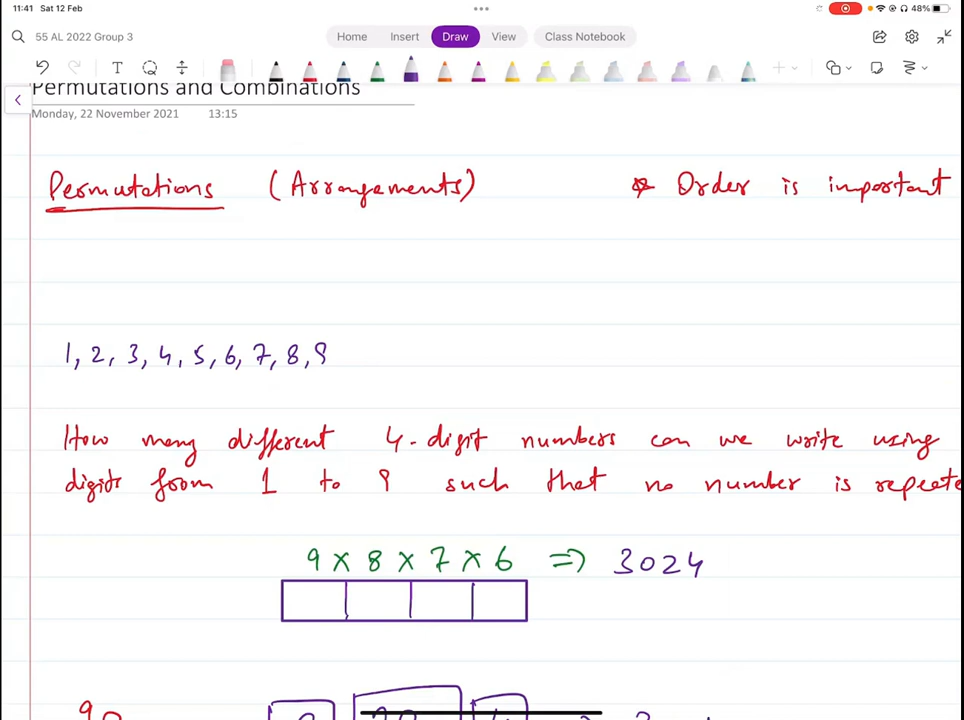 11:41 Sat 12 Feb
48%
55 AL 2022 Group 3
Home Insert Draw View Class Notebook
Permutations and Combinations
Monday, 22 November 2021 13:15
Permutations (Arrangements) * Order is important
1, 2, 3, 4, 5, 6, 7, 8, 9
How many different 4-digit numbers can we write using
digits from 1 to 9 such that no number is repeate
9 × 8 × 7 × 6 ⇒ 3024